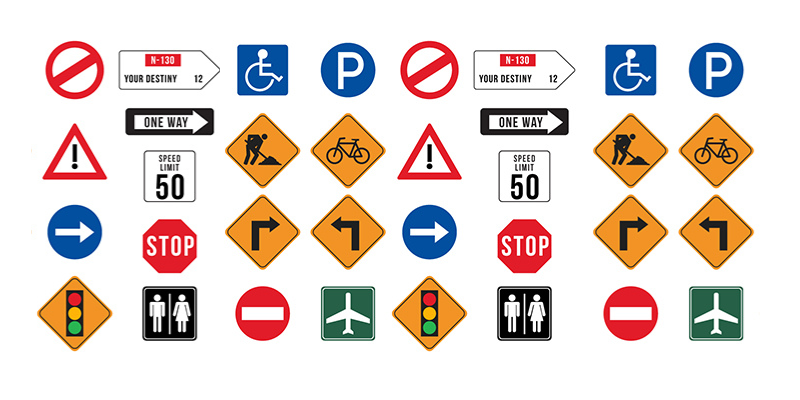 N-130
YOUR DESTINY 12
P
N-130
YOUR DESTINY 12
P
ONE WAY
ONE WAY
SPEED
LIMIT
50
SPEED
LIMIT
50
STOP
STOP